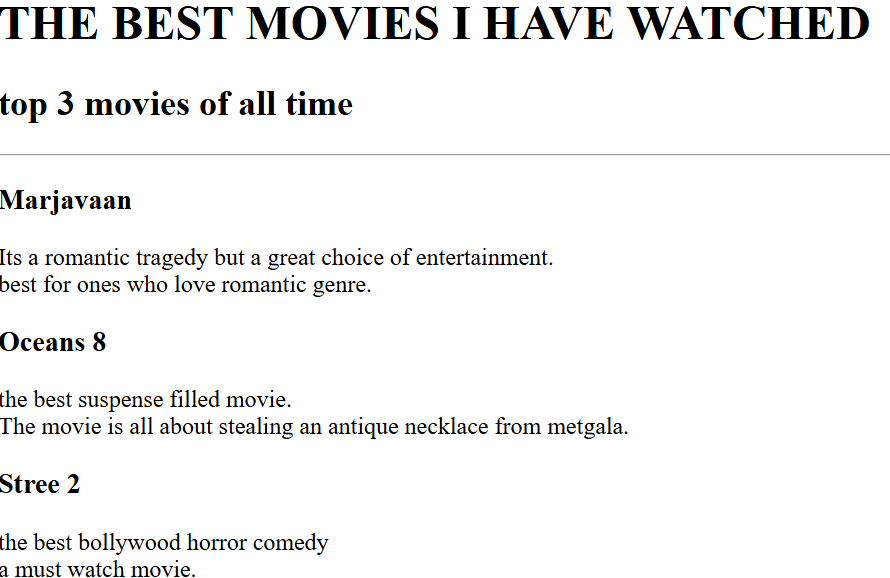 THE BEST MOVIES I HAVE WATCHED
top 3 movies of all time
Marjavaan
Its a romantic tragedy but a great choice of entertainment.
best for ones who love romantic genre.
Oceans 8
the best suspense filled movie.
The movie is all about stealing an antique necklace from metgala.
Stree 2
the best bollywood horror comedy
a must watch movie.